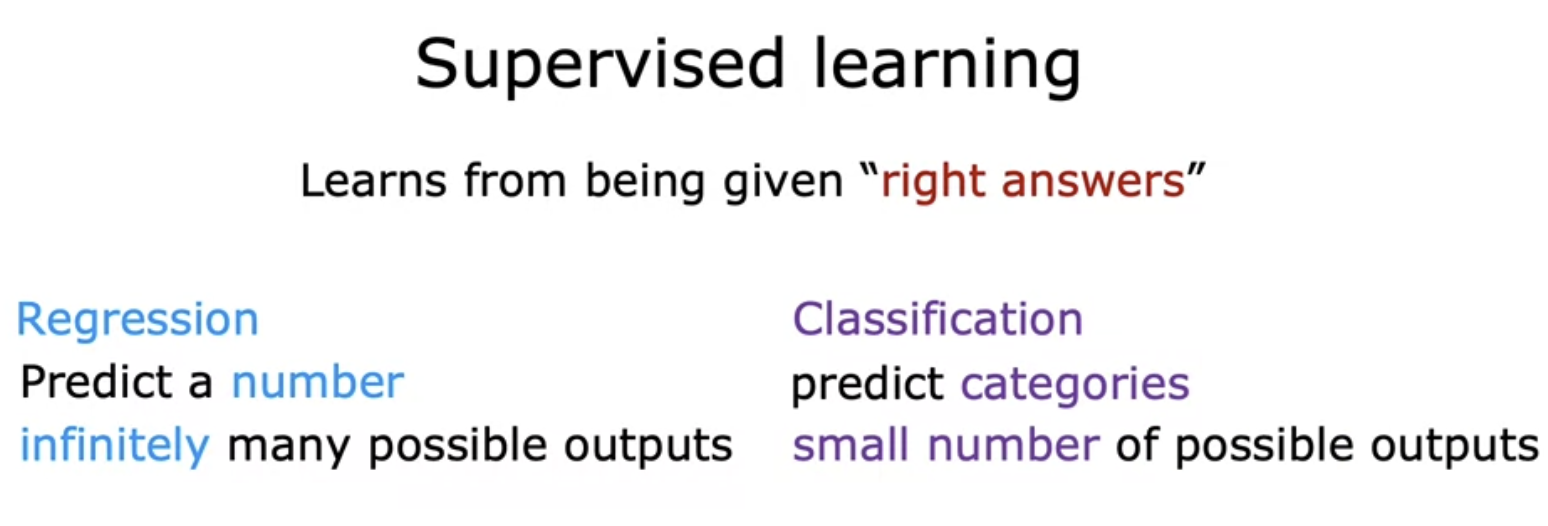 Supervised learning
Learns from being given “right answers”
Regression
Predict a number
infinitely many possible outputs
Classification
predict categories
small number of possible outputs